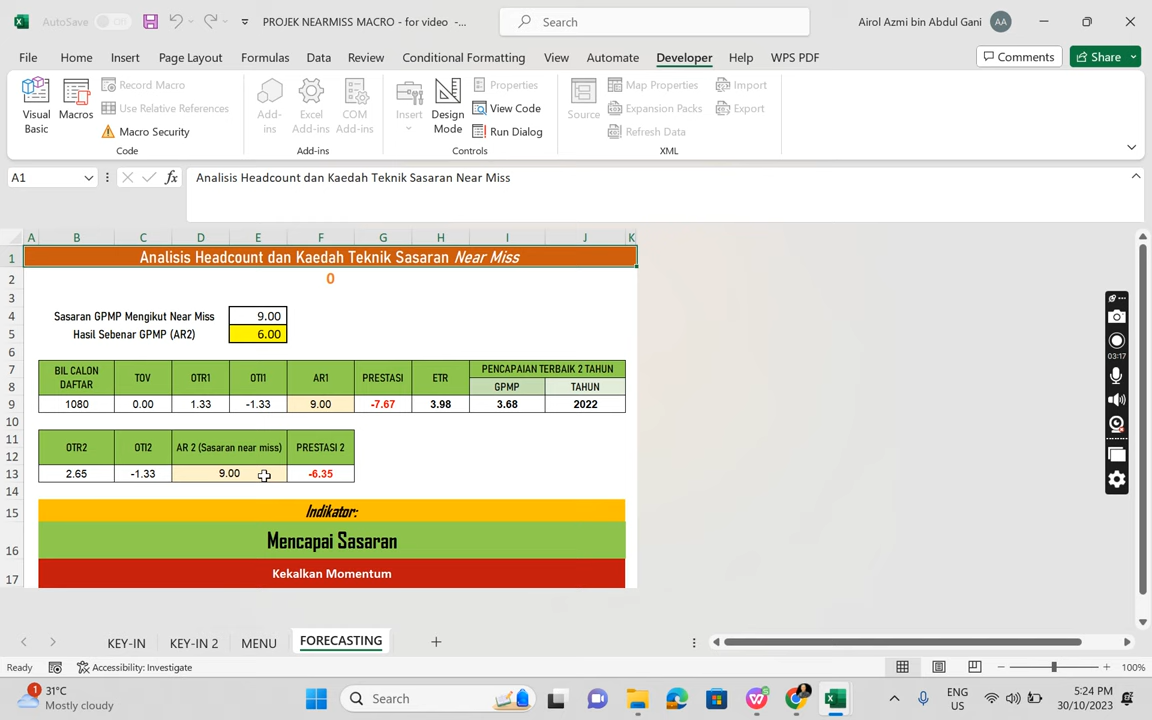 AutoSave Off PROJEK NEARMISS MACRO - for video -... Search Airol Azmi bin Abdul Gani AA
File Home Insert Page Layout Formulas Data Review Conditional Formatting View Automate Developer Help WPS PDF Comments Share
Visual Basic
Macros
Record Macro
Use Relative References
Macro Security
Code
Add-ins
Excel Add-ins
COM Add-ins
Add-ins
Insert
Design Mode
Properties
View Code
Run Dialog
Controls
Source
Map Properties
Expansion Packs
Refresh Data
Import
Export
XML
A1 fx Analisis Headcount dan Kaedah Teknik Sasaran Near Miss
A B C D E F G H I J K
1 Analisis Headcount dan Kaedah Teknik Sasaran Near Miss
2 0
3
4 Sasaran GPMP Mengikut Near Miss 9.00
5 Hasil Sebenar GPMP (AR2) 6.00
6
7 BIL CALON DAFTAR TOV OTR1 OTI1 AR1 PRESTASI ETR PENCAPAIAN TERBAIK 2 TAHUN
8 GPMP TAHUN
9 1080 0.00 1.33 -1.33 9.00 -7.67 3.98 3.68 2022
10
11
12 OTR2 OTI2 AR 2 (Sasaran near miss) PRESTASI 2
13 2.65 -1.33 9.00 -6.35
14
15 Indikator:
16 Mencapai Sasaran
17 Kekalkan Momentum
03:17
KEY-IN KEY-IN 2 MENU FORECASTING
Ready Accessibility: Investigate 100%
1 31°C
Mostly cloudy
Search
ENG
US
5:24 PM
30/10/2023